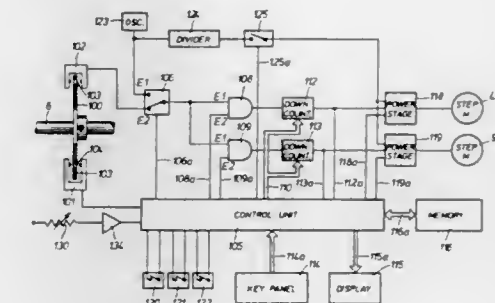 123 OSC. 124 DIVIDER 125
102 103 100 6
E1 E2 106 E1 E2 108 112 DOWN COUNT 125a 118 POWER STAGE STEP M
104 103 101
E1 E2 109 113 DOWN COUNT 119 POWER STAGE STEP M
106a 108a 109a 110 113a 112a 118a 119a
130 134 CONTROL UNIT 105 116a MEMORY 116
120 121 122 114a KEY PANEL 114 115a DISPLAY 115